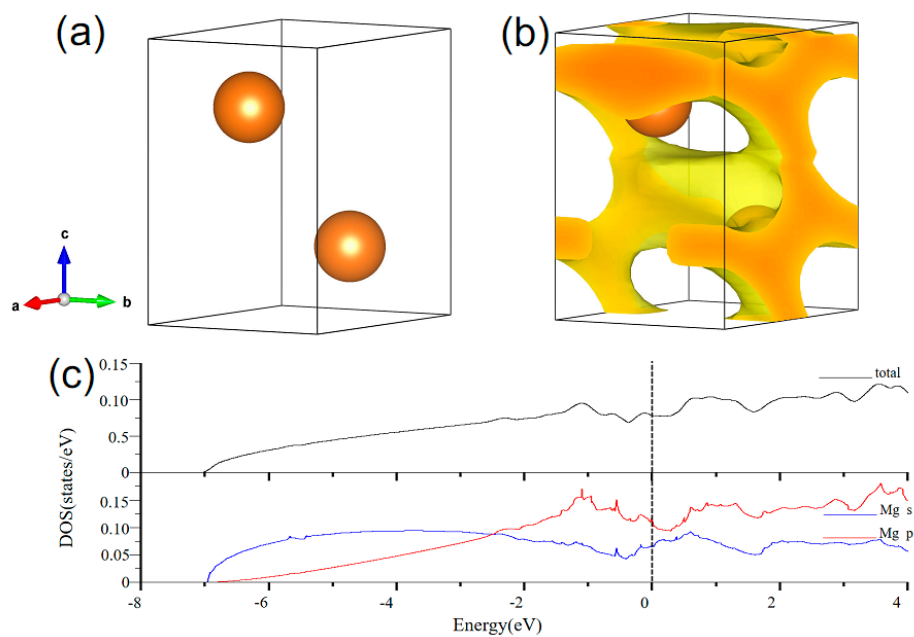 (a)
(b)
c
a
b
(c)
DOS(states/eV)
0.15
0.10
0.5
0
total
0.15
0.10
0.05
0
Mg s
Mg p
-8
-6
-4
-2
0
2
4
Energy(eV)